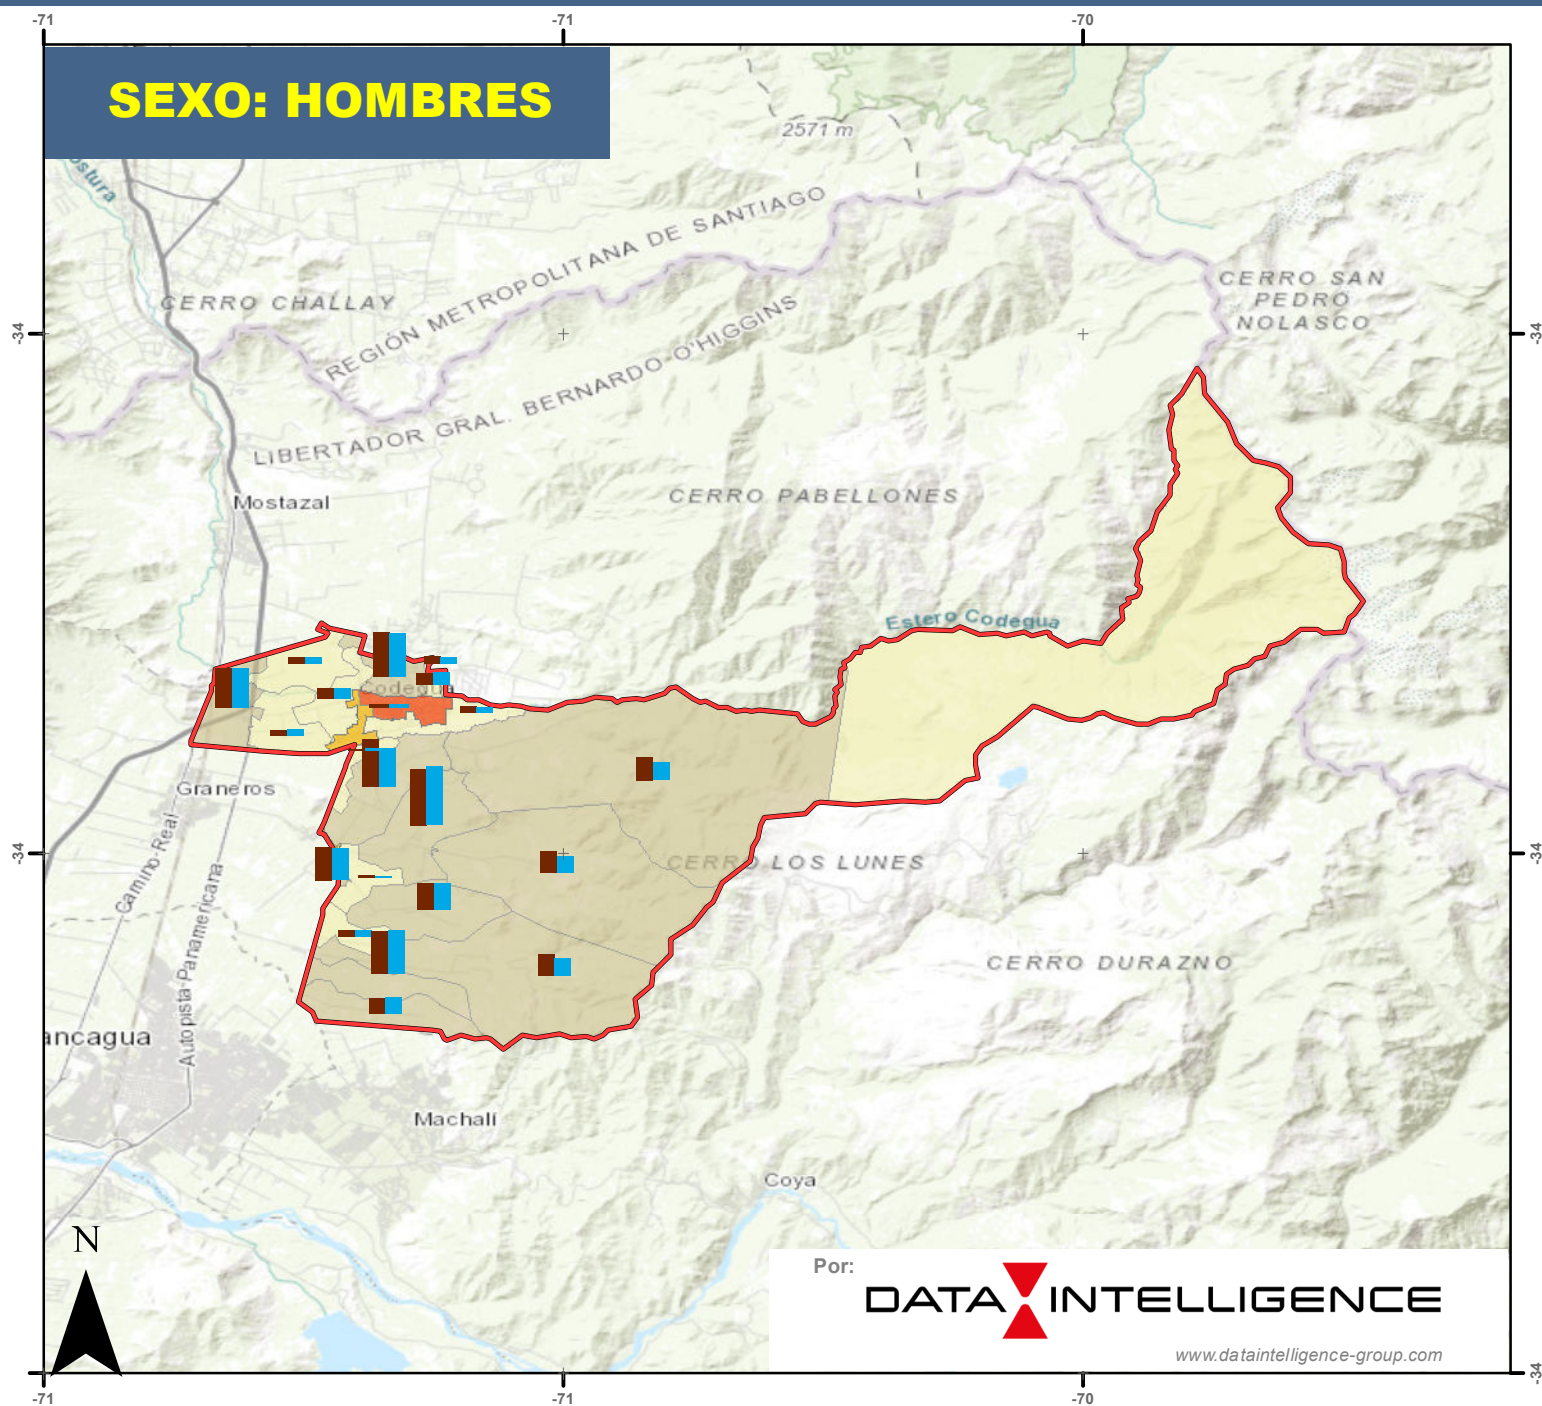 -71
-71
-70
SEXO: HOMBRES
2571 m
REGIÓN METROPOLITANA DE SANTIAGO
LIBERTADOR GRAL. BERNARDO O'HIGGINS
CERRO CHALLAY
CERRO SAN
PEDRO
NOLASCO
-34
-34
Mostazal
CERRO PABELLONES
Estero Codegua
Codegua
Graneros
Camino Real
Autopista Panamericana
-34
-34
CERRO LOS LUNES
CERRO DURAZNO
ancagua
Machalí
Coya
N
Por:
DATA INTELLIGENCE
www.dataintelligence-group.com
-34
-71
-71
-70